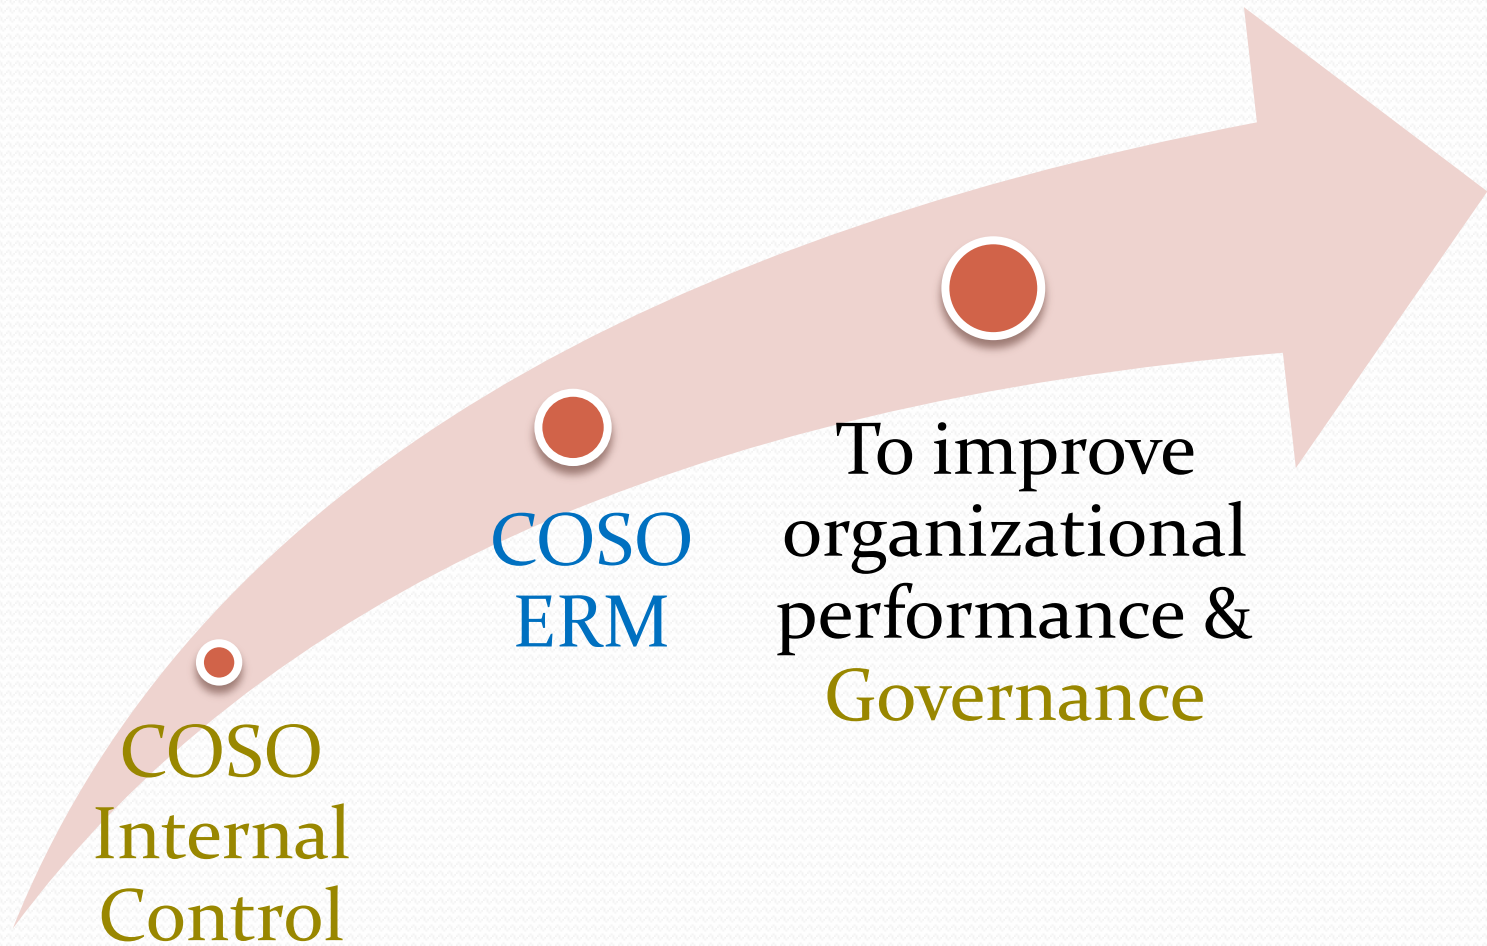 COSO
Internal
Control
COSO
ERM
To improve
organizational
performance &
Governance